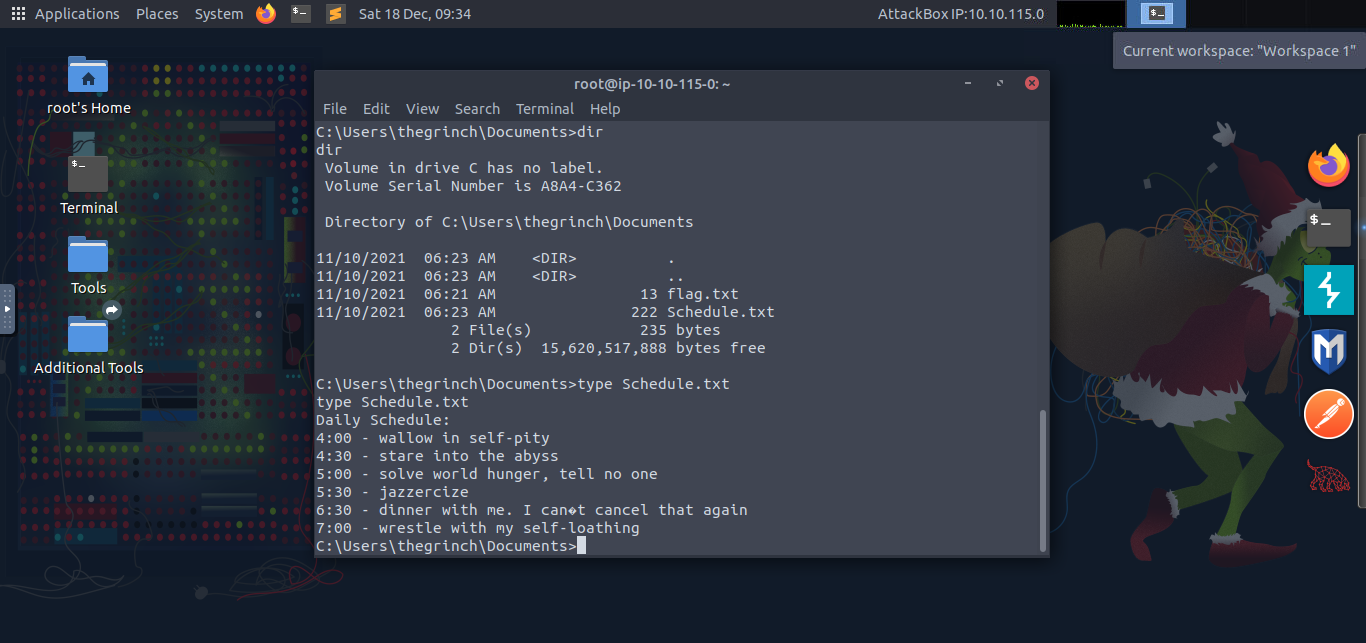 Applications Places System $_ Sat 18 Dec, 09:34 AttackBox IP:10.10.115.0 $_
Current workspace: "Workspace 1"
root's Home
$_
Terminal
Tools
Additional Tools
root@ip-10-10-115-0: ~
File Edit View Search Terminal Help
C:\Users\thegrinch\Documents>dir
dir
 Volume in drive C has no label.
 Volume Serial Number is A8A4-C362
 Directory of C:\Users\thegrinch\Documents
11/10/2021  06:23 AM    <DIR>          .
11/10/2021  06:23 AM    <DIR>          ..
11/10/2021  06:21 AM                13 flag.txt
11/10/2021  06:23 AM               222 Schedule.txt
               2 File(s)            235 bytes
               2 Dir(s)  15,620,517,888 bytes free
C:\Users\thegrinch\Documents>type Schedule.txt
type Schedule.txt
Daily Schedule:
4:00 - wallow in self-pity
4:30 - stare into the abyss
5:00 - solve world hunger, tell no one
5:30 - jazzercize
6:30 - dinner with me. I can�t cancel that again
7:00 - wrestle with my self-loathing
C:\Users\thegrinch\Documents>
$_
M